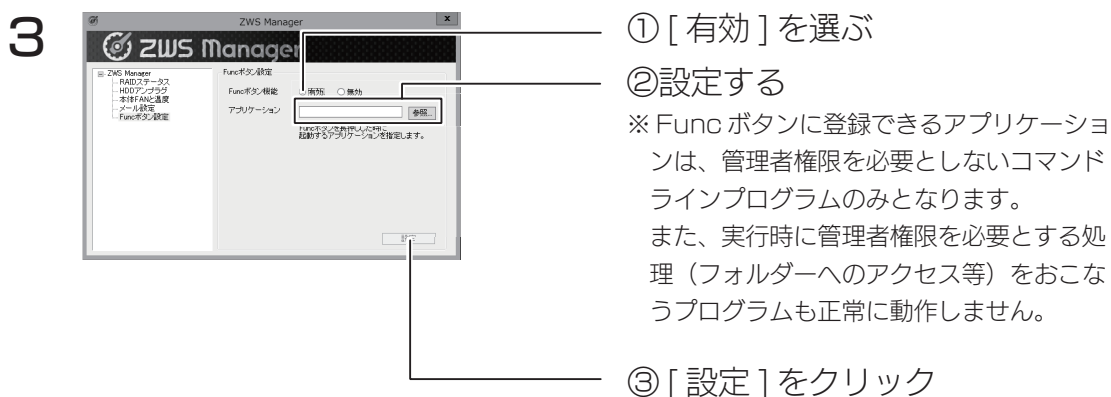 3
ZWS Manager
x
ZWS Manager
ZWS Manager
RAIDステータス
HDDアンプラグ
本体FANと温度
メール設定
Funcボタン設定
Funcボタン設定
Funcボタン機能
有効
無効
アプリケーション
参照...
Funcボタンを長押しした時に
起動するアプリケーションを指定します。
設定
①[ 有効 ] を選ぶ
②設定する
※ Func ボタンに登録できるアプリケーショ
ンは、管理者権限を必要としないコマンド
ラインプログラムのみとなります。
また、実行時に管理者権限を必要とする処
理（フォルダーへのアクセス等）をおこな
うプログラムも正常に動作しません。
③[ 設定 ] をクリック